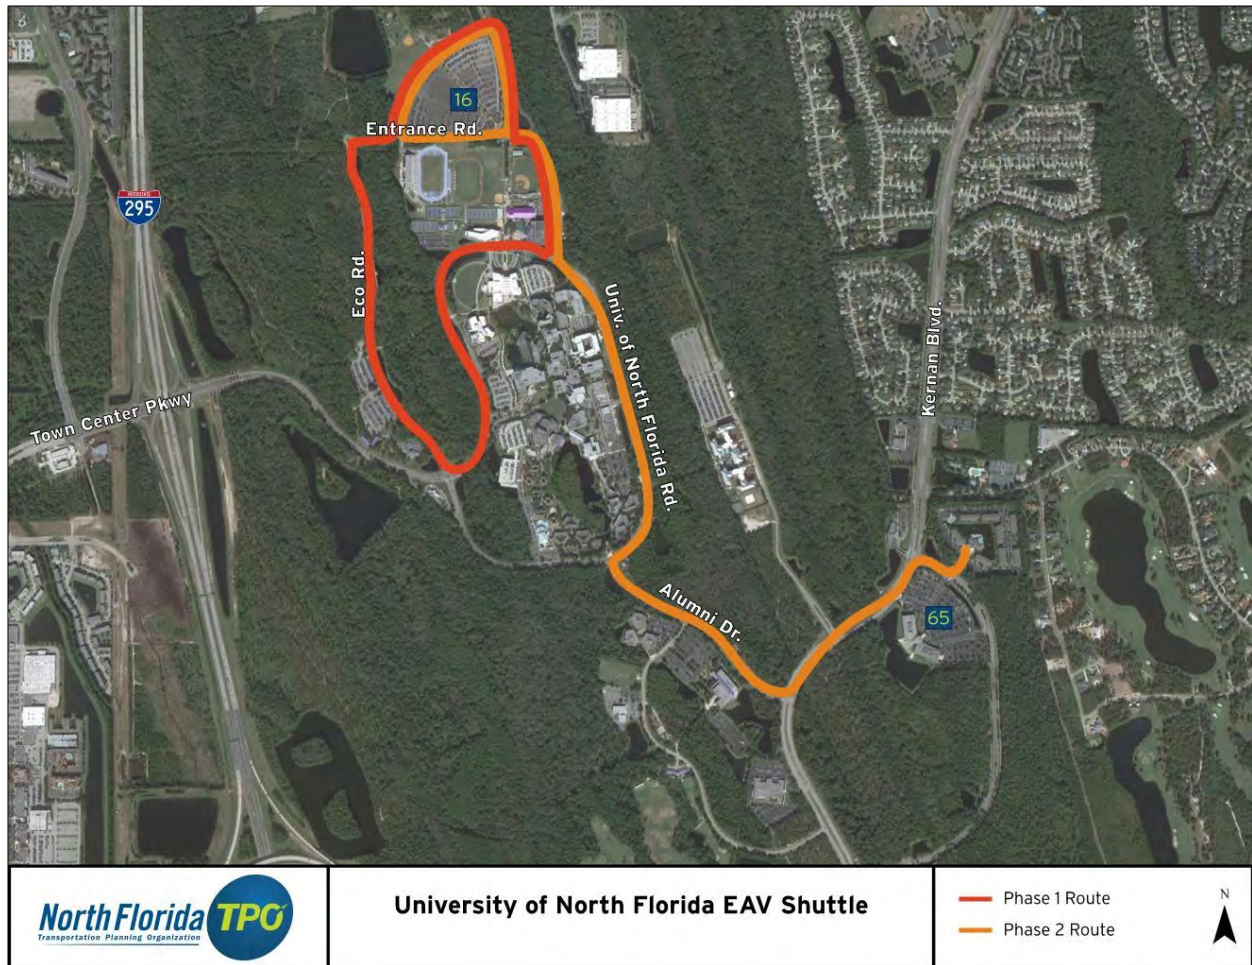 16
Entrance Rd.
INTERSTATE
295
Eco Rd.
Univ. of North Florida Rd.
Kernan Blvd.
Town Center Pkwy
Alumni Dr.
65
North Florida TPO
Transportation Planning Organization
University of North Florida EAV Shuttle
Phase 1 Route
Phase 2 Route
N